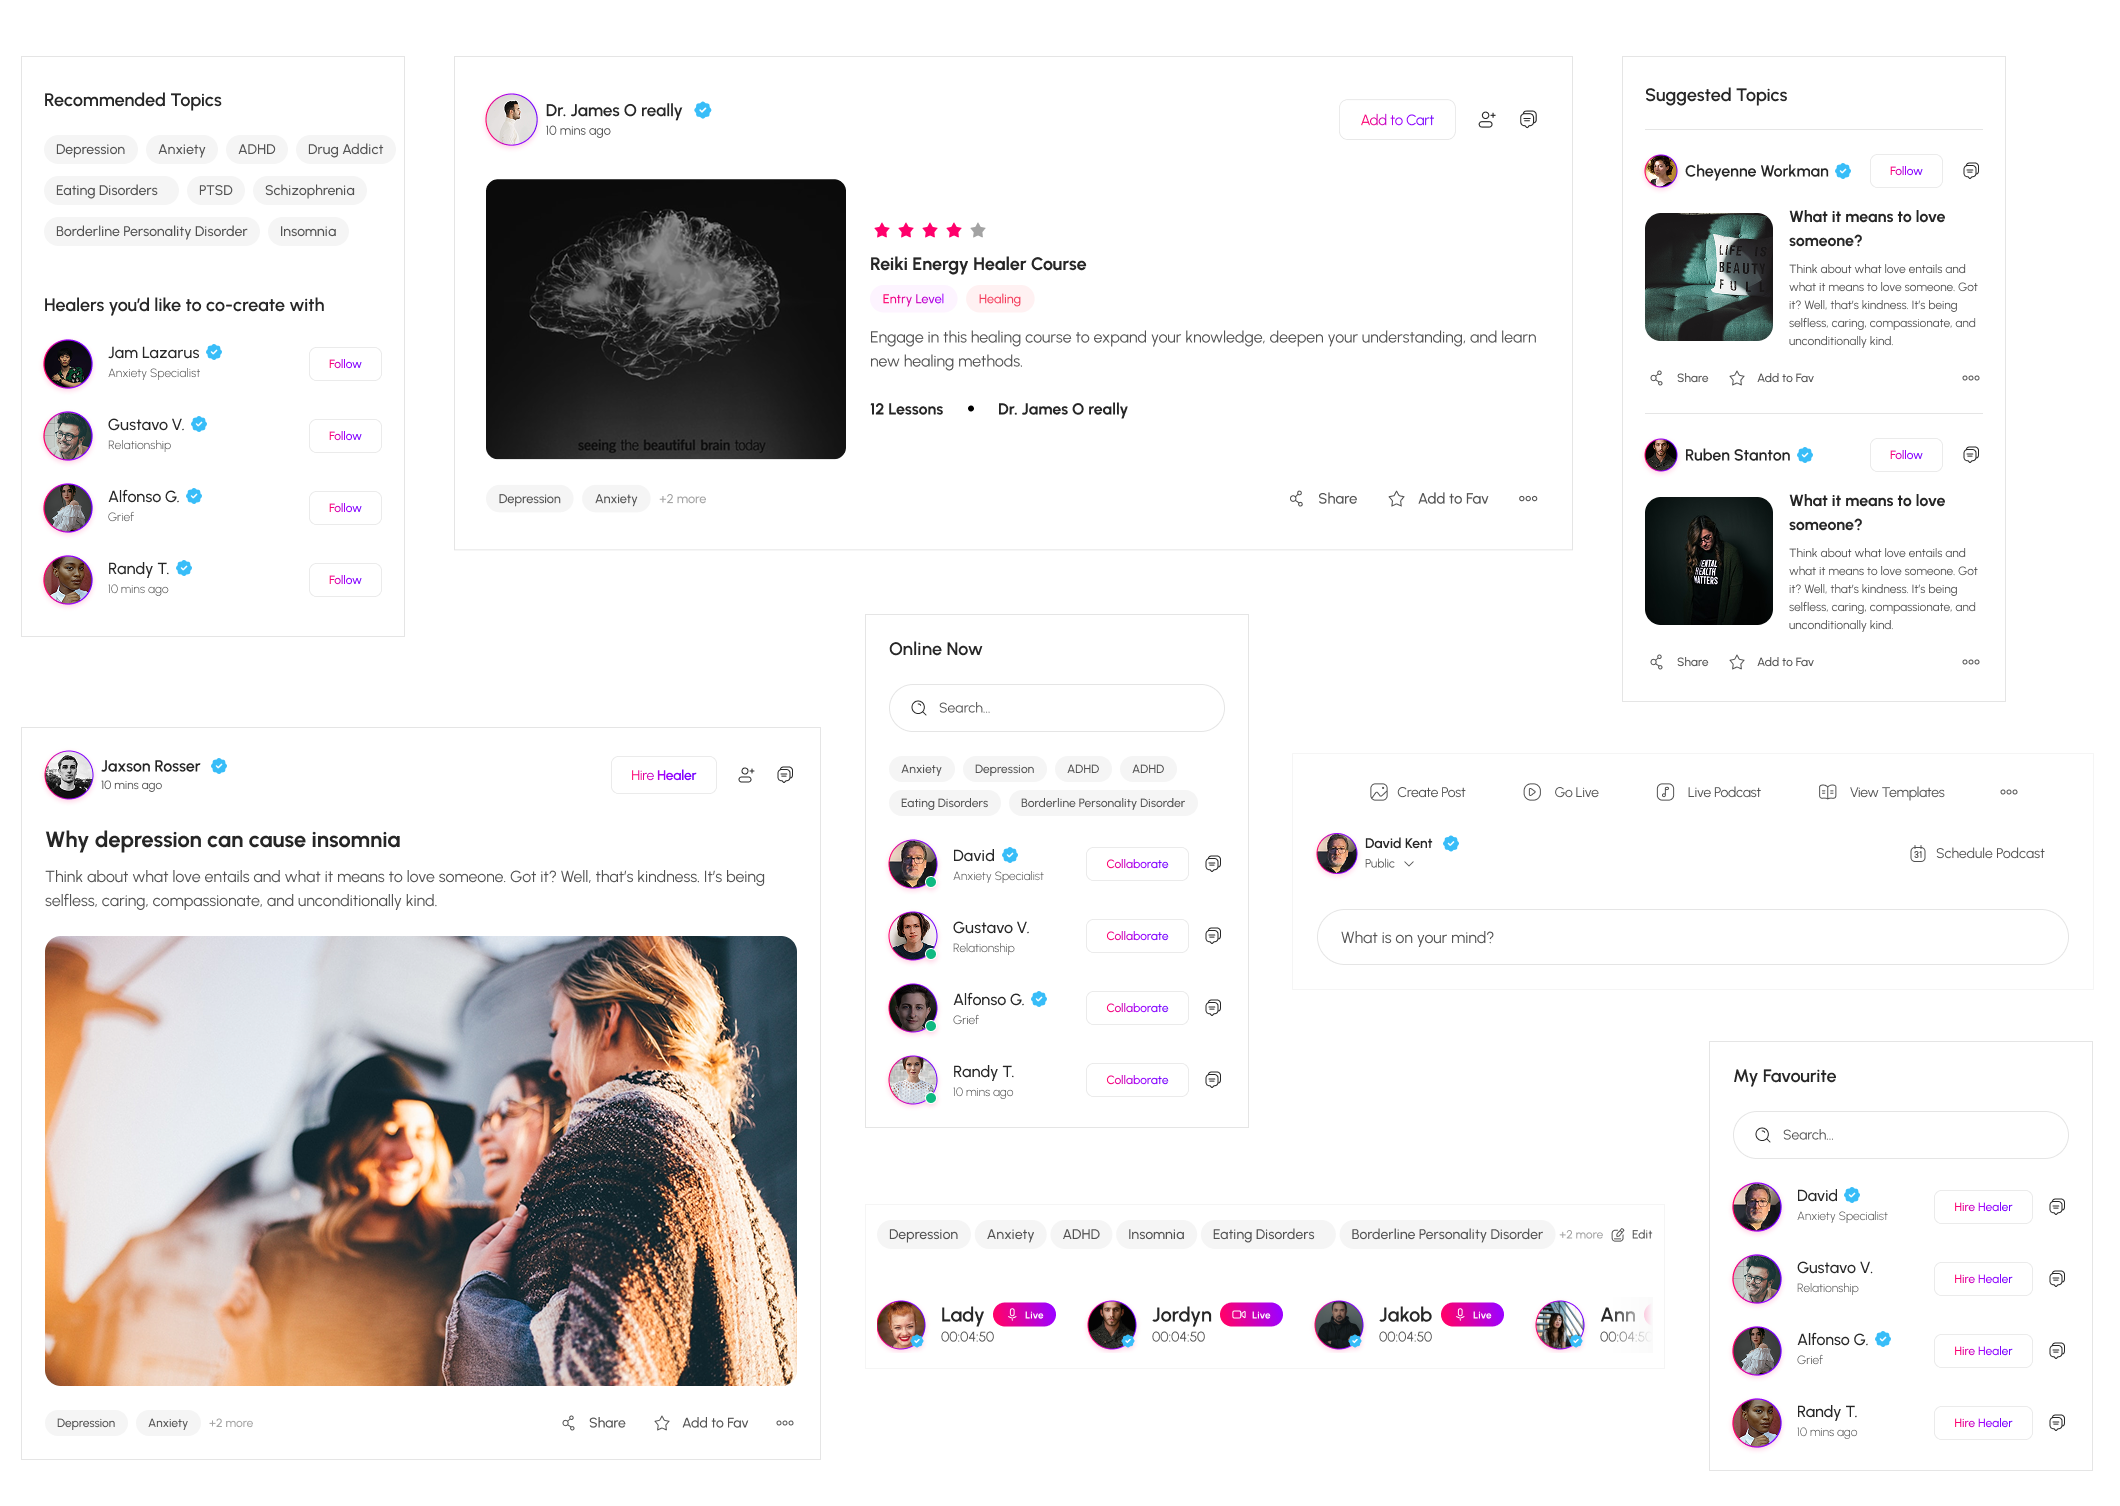 Recommended Topics
Depression Anxiety ADHD Drug Addict
Eating Disorders PTSD Schizophrenia
Borderline Personality Disorder Insomnia
Healers you'd like to co-create with
Jam Lazarus
Anxiety Specialist
Follow
Gustavo V.
Relationship
Follow
Alfonso G.
Grief
Follow
Randy T.
10 mins ago
Follow
Dr. James O really
10 mins ago
Add to Cart
seeing the beautiful brain today
Reiki Energy Healer Course
Entry Level Healing
Engage in this healing course to expand your knowledge, deepen your understanding, and learn
new healing methods.
12 Lessons • Dr. James O really
Depression Anxiety +2 more
Share Add to Fav
Suggested Topics
Cheyenne Workman Follow
LIFE IS
BEAUTY
FULL
What it means to love
someone?
Think about what love entails and
what it means to love someone. Got
it? Well, that's kindness. It's being
selfless, caring, compassionate, and
unconditionally kind.
Share Add to Fav
Ruben Stanton Follow
MENTAL
HEALTH
MATTERS
What it means to love
someone?
Think about what love entails and
what it means to love someone. Got
it? Well, that's kindness. It's being
selfless, caring, compassionate, and
unconditionally kind.
Share Add to Fav
Jaxson Rosser
10 mins ago
Hire Healer
Why depression can cause insomnia
Think about what love entails and what it means to love someone. Got it? Well, that's kindness. It's being
selfless, caring, compassionate, and unconditionally kind.
Depression Anxiety +2 more
Share Add to Fav
Online Now
Search...
Anxiety Depression ADHD ADHD
Eating Disorders Borderline Personality Disorder
David
Anxiety Specialist
Collaborate
Gustavo V.
Relationship
Collaborate
Alfonso G.
Grief
Collaborate
Randy T.
10 mins ago
Collaborate
Create Post Go Live Live Podcast View Templates
David Kent
Public
31 Schedule Podcast
What is on your mind?
Depression Anxiety ADHD Insomnia Eating Disorders Borderline Personality Disorder +2 more Edit
Lady Live
00:04:50
Jordyn Live
00:04:50
Jakob Live
00:04:50
Ann
00:04:50
My Favourite
Search...
David
Anxiety Specialist
Hire Healer
Gustavo V.
Relationship
Hire Healer
Alfonso G.
Grief
Hire Healer
Randy T.
10 mins ago
Hire Healer